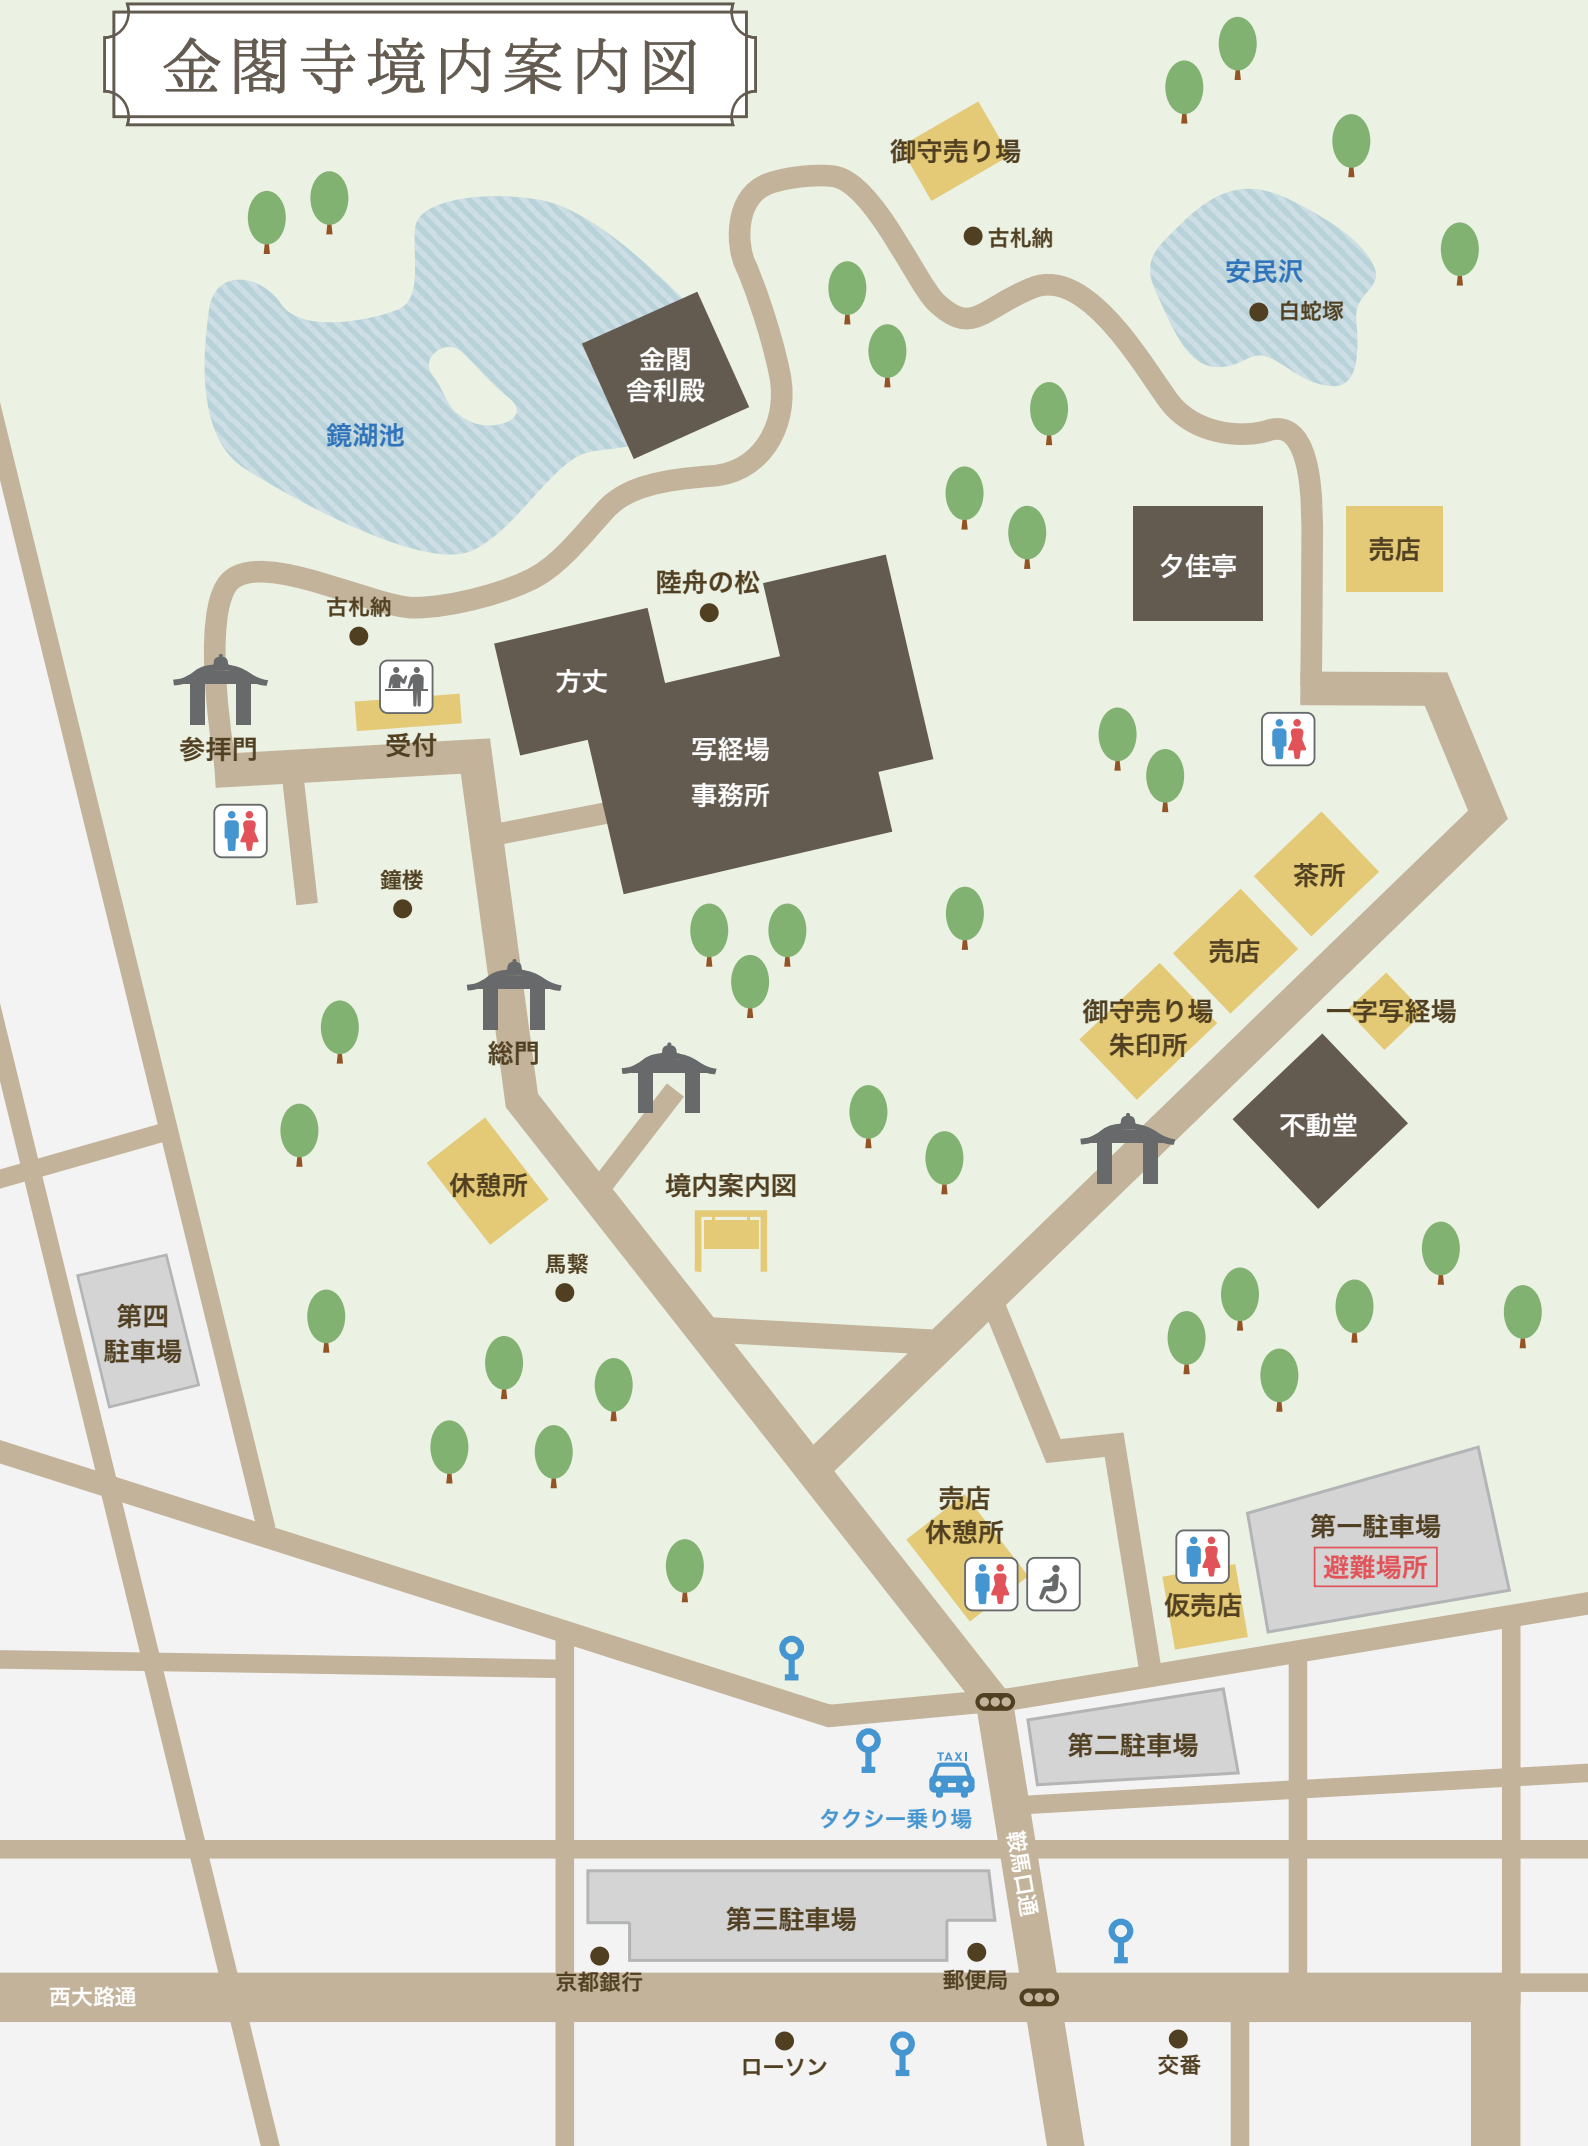 金閣寺境内案内図
御守売り場
古札納
安民沢
白蛇塚
金閣
舎利殿
鏡湖池
売店
夕佳亭
陸舟の松
古札納
方丈
参拝門
受付
写経場
事務所
茶所
鐘楼
売店
御守売り場
朱印所
一字写経場
総門
不動堂
休憩所
境内案内図
馬繋
第四
駐車場
売店
休憩所
第一駐車場
避難場所
仮売店
第二駐車場
TAXI
タクシー乗り場
鞍馬口通
第三駐車場
京都銀行
郵便局
西大路通
ローソン
交番